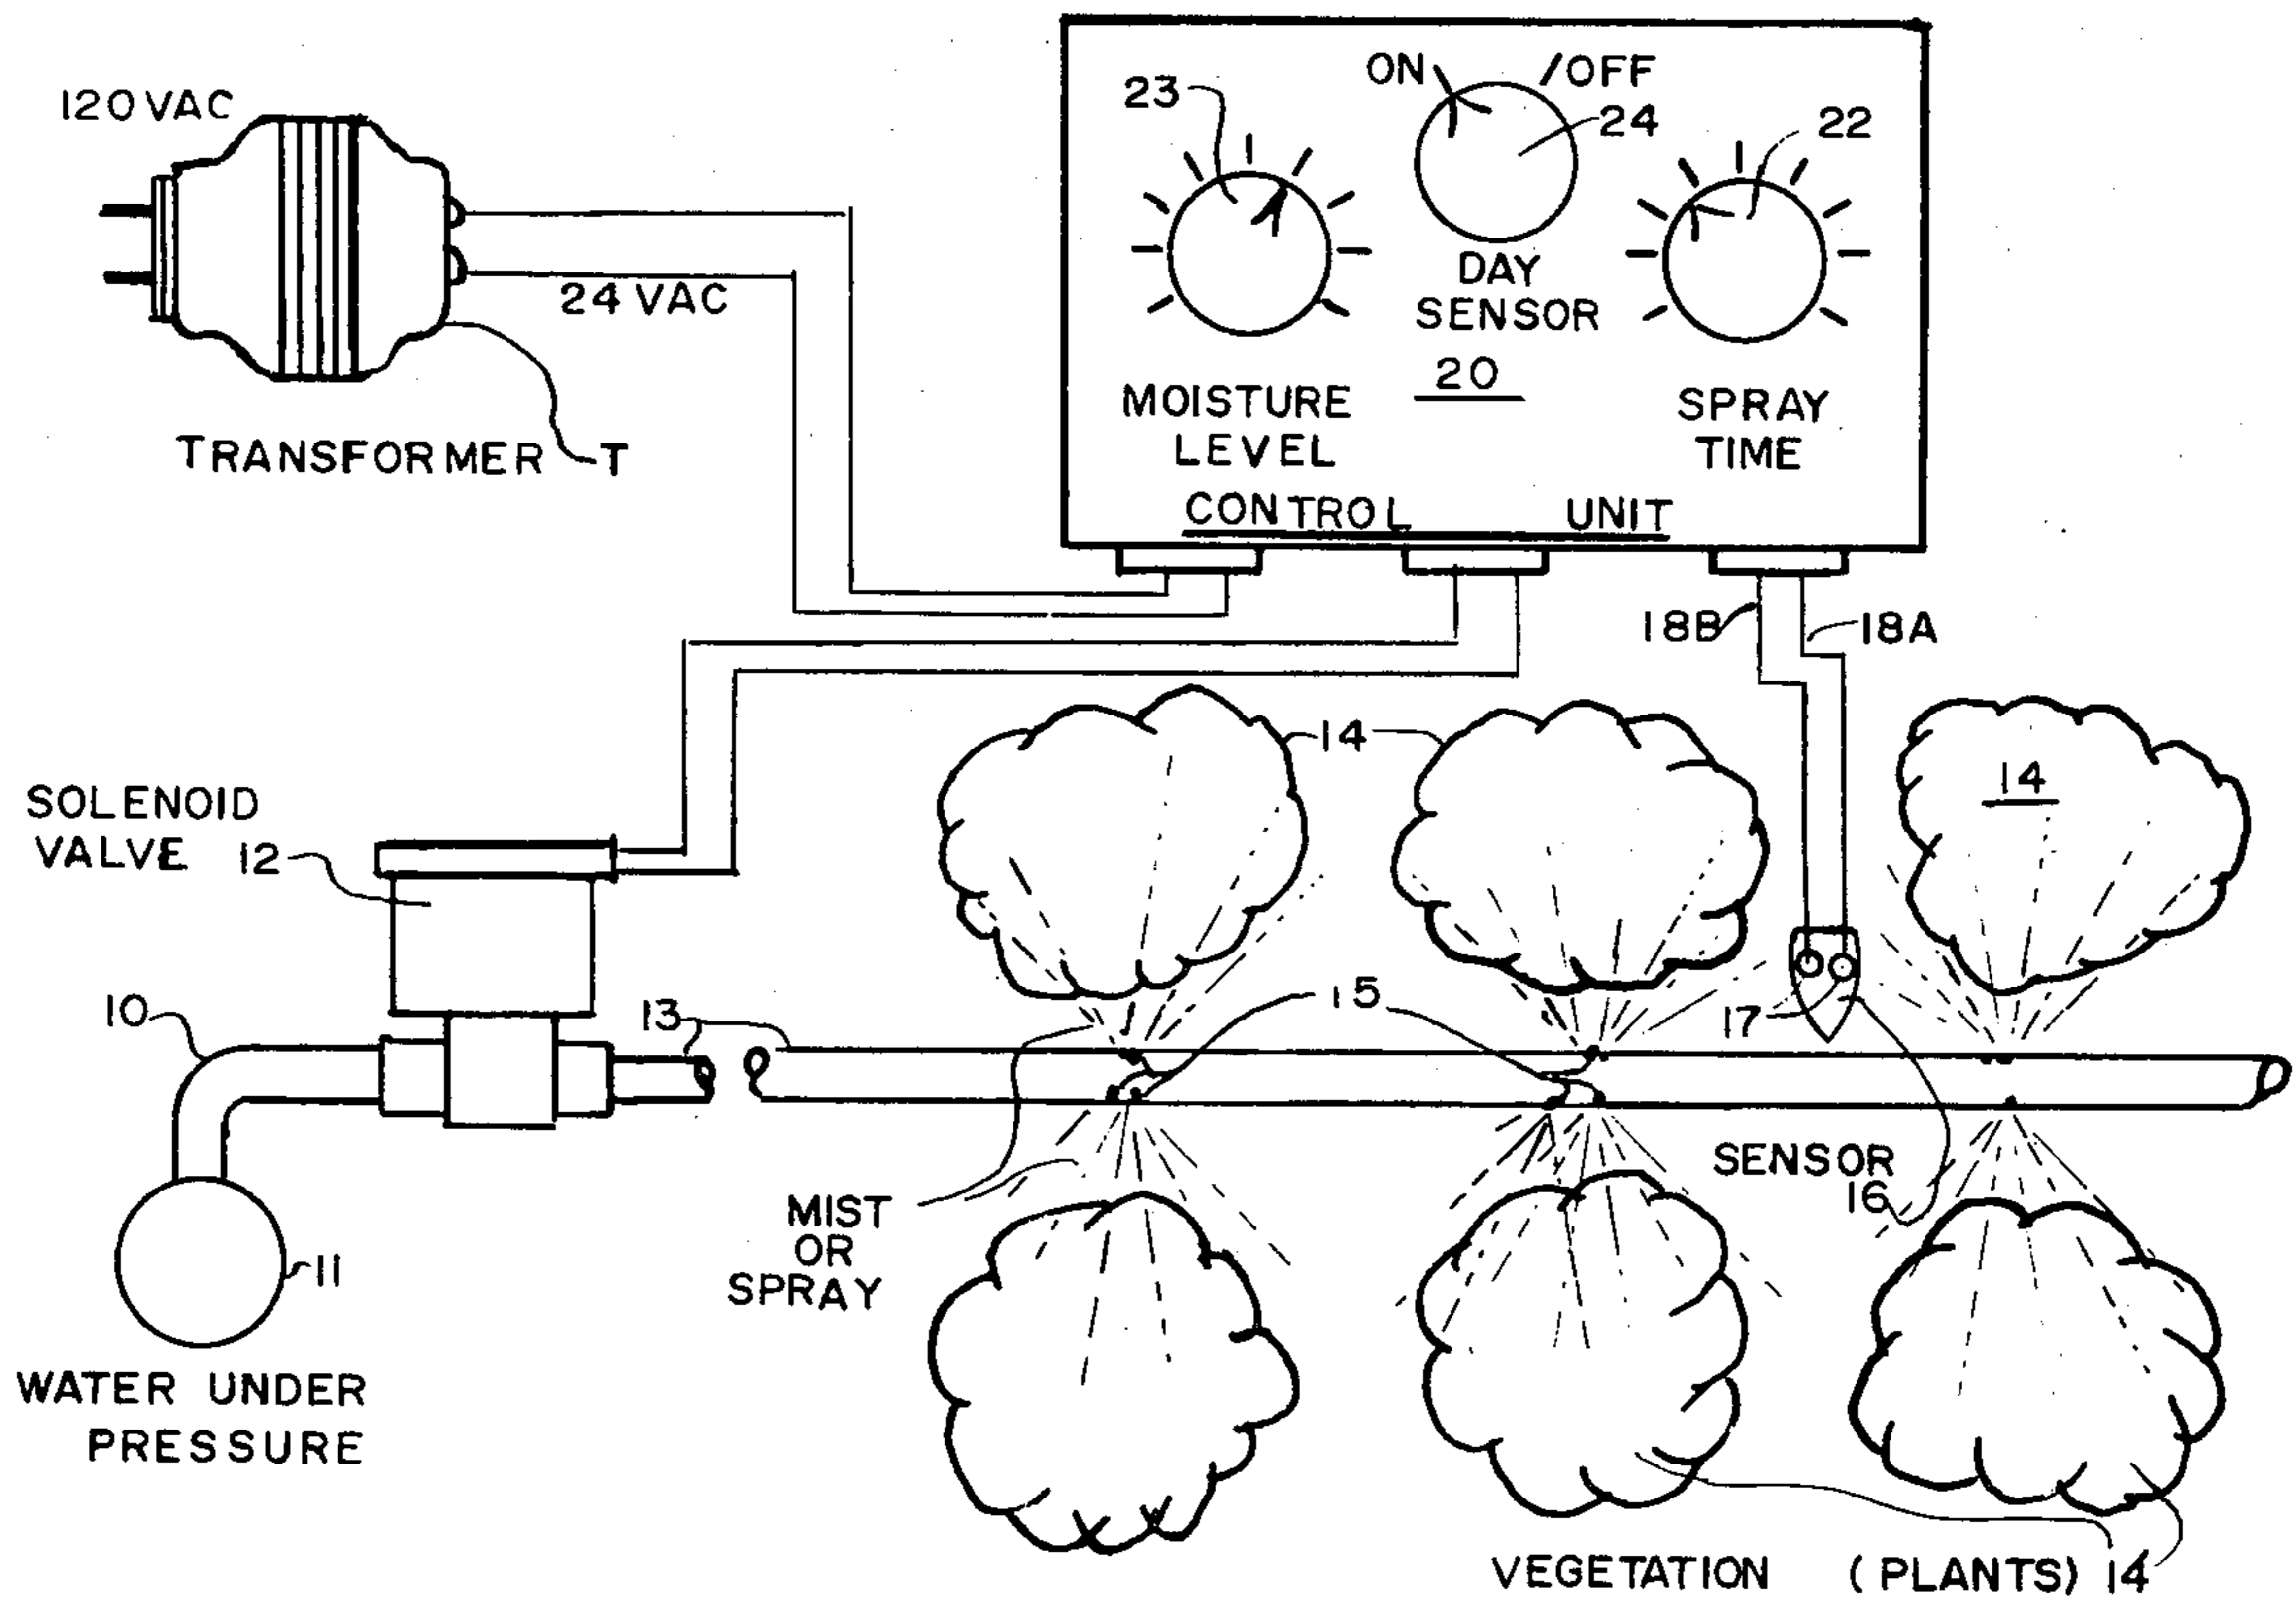 120 VAC
24 VAC
TRANSFORMER T
23
ON /OFF
24
22
DAY
SENSOR
20
MOISTURE
LEVEL
SPRAY
TIME
CONTROL UNIT
18B
18A
14
14
SOLENOID
VALVE 12
10
13
15
17
11
MIST
OR
SPRAY
SENSOR
16
WATER UNDER
PRESSURE
VEGETATION (PLANTS) 14